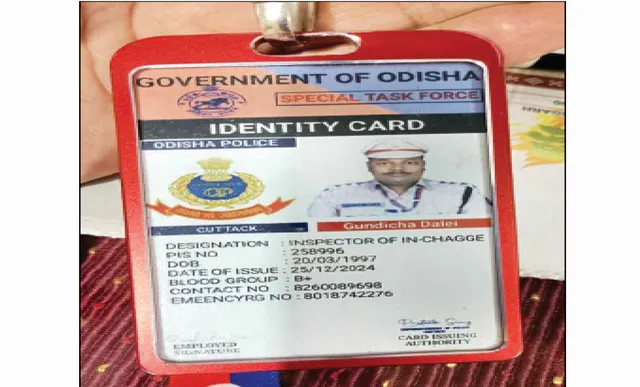 GOVERNMENT OF ODISHA
SPECIAL TASK FORCE
IDENTITY CARD
ODISHA POLICE
CUTTACK
Gundicha Dalei
DESIGNATION : INSPECTOR OF IN-CHAGGE
PIS NO : 258996
DOB : 20/03/1997
DATE OF ISSUE : 25/12/2024
BLOOD GROUP : B+
CONTACT NO : 8260089698
EMEENCYRG NO : 8018742276
EMPLOYED
SIGNATURE
CARD ISSUING
AUTHORITY